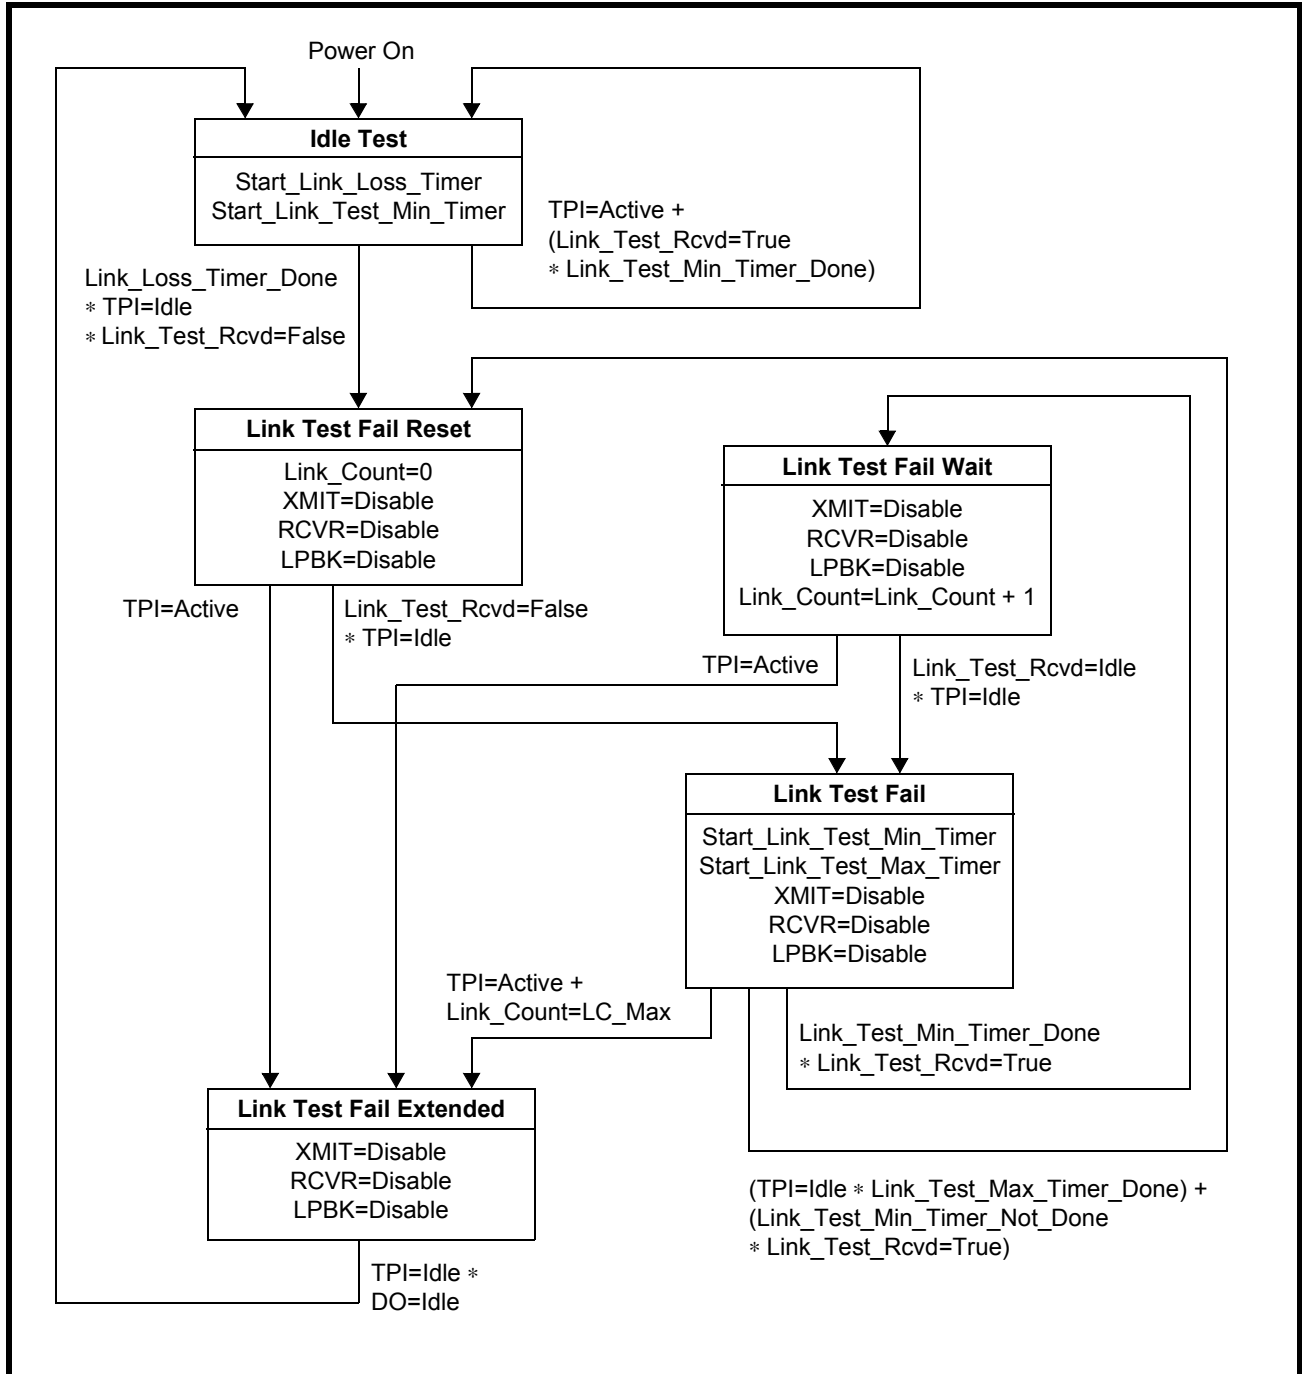 Power On
Idle Test
Start_Link_Loss_Timer
Start_Link_Test_Min_Timer
TPI=Active +
(Link_Test_Rcvd=True
* Link_Test_Min_Timer_Done)
Link_Loss_Timer_Done
* TPI=Idle
* Link_Test_Rcvd=False
Link Test Fail Reset
Link_Count=0
XMIT=Disable
RCVR=Disable
LPBK=Disable
Link Test Fail Wait
XMIT=Disable
RCVR=Disable
LPBK=Disable
Link_Count=Link_Count + 1
TPI=Active
Link_Test_Rcvd=False
* TPI=Idle
TPI=Active
Link_Test_Rcvd=Idle
* TPI=Idle
Link Test Fail
Start_Link_Test_Min_Timer
Start_Link_Test_Max_Timer
XMIT=Disable
RCVR=Disable
LPBK=Disable
TPI=Active +
Link_Count=LC_Max
Link_Test_Min_Timer_Done
* Link_Test_Rcvd=True
Link Test Fail Extended
XMIT=Disable
RCVR=Disable
LPBK=Disable
(TPI=Idle * Link_Test_Max_Timer_Done) +
(Link_Test_Min_Timer_Not_Done
* Link_Test_Rcvd=True)
TPI=Idle *
DO=Idle